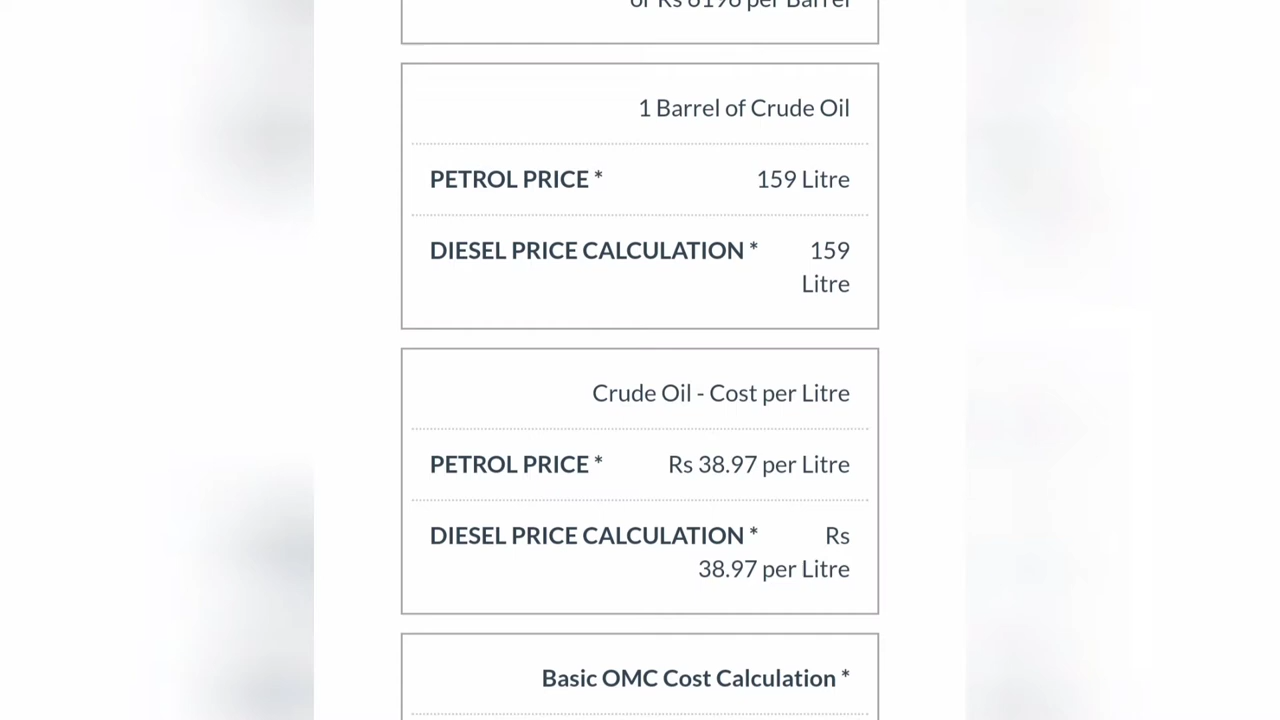 per Barrel
1 Barrel of Crude Oil
PETROL PRICE * 159 Litre
DIESEL PRICE CALCULATION * 159
Litre
Crude Oil - Cost per Litre
PETROL PRICE * Rs 38.97 per Litre
DIESEL PRICE CALCULATION * Rs
38.97 per Litre
Basic OMC Cost Calculation *